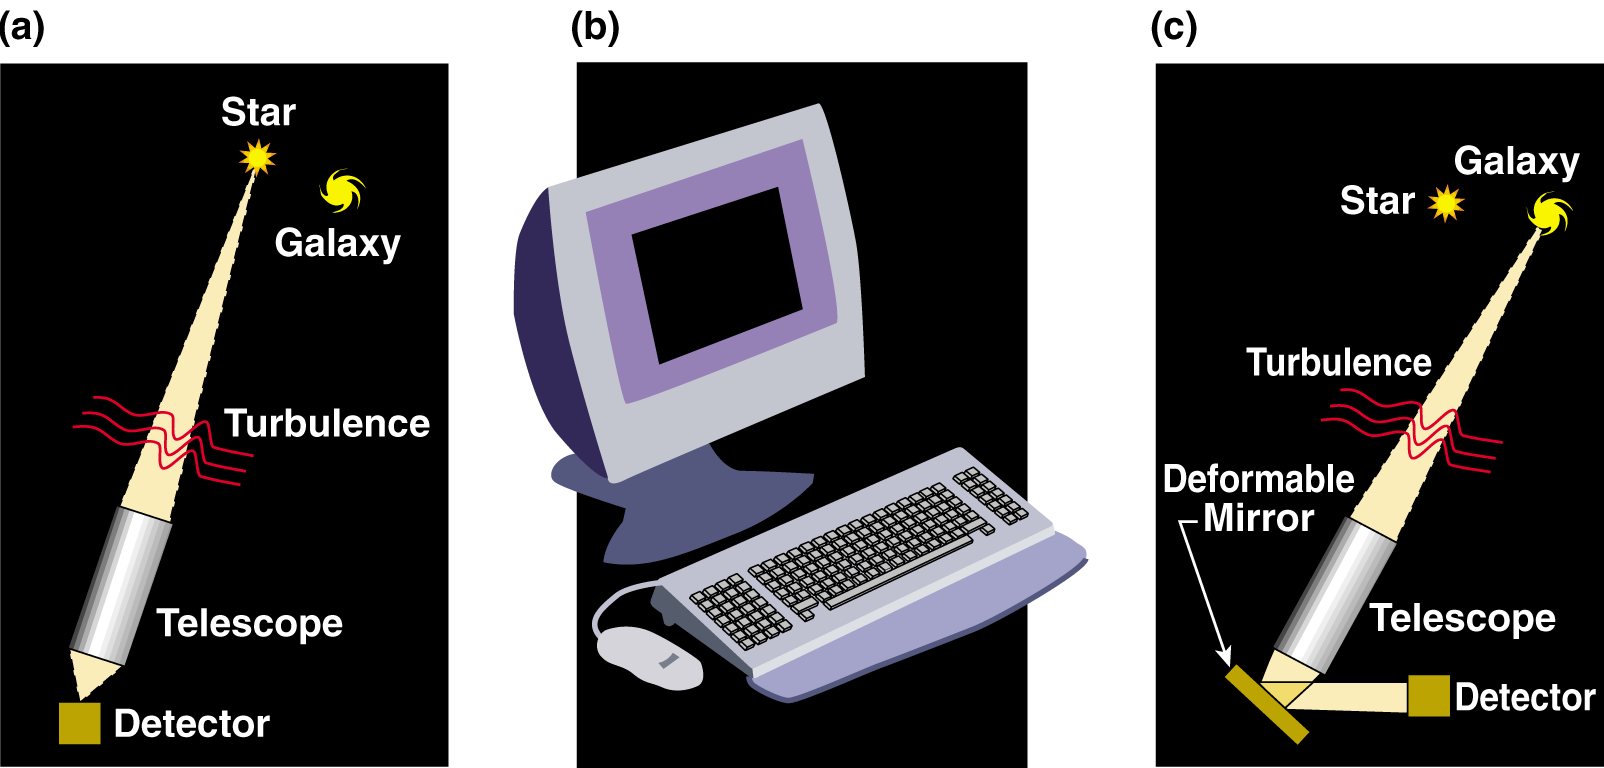 (a)
Star
Galaxy
Turbulence
Telescope
Detector
(b)
(c)
Galaxy
Star
Turbulence
Deformable
Mirror
Telescope
Detector